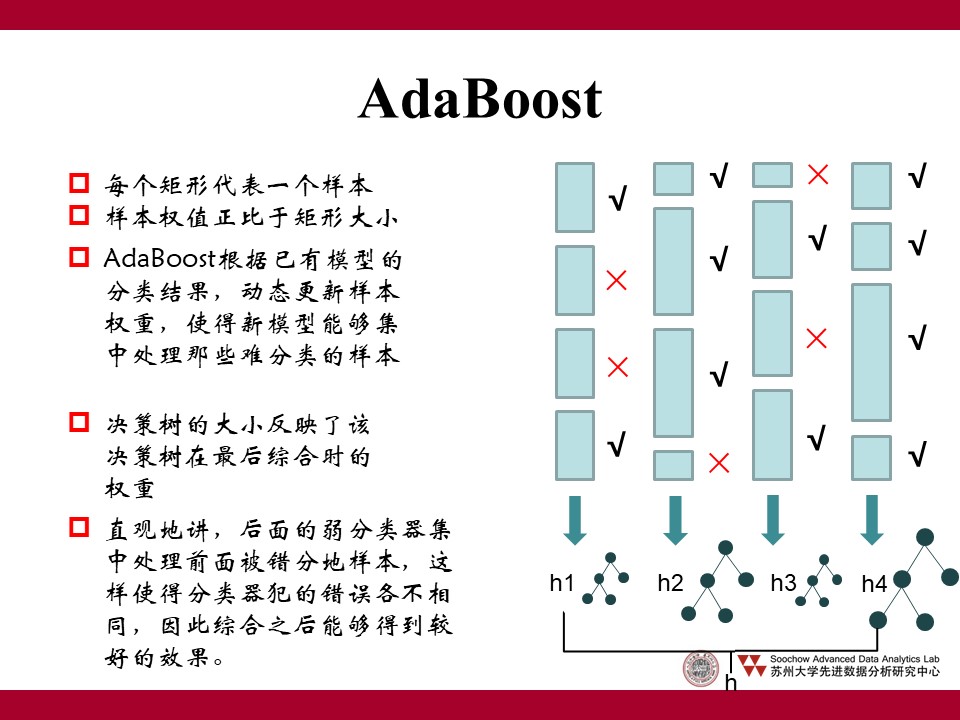 AdaBoost
每个矩形代表一个样本
样本权值正比于矩形大小
AdaBoost根据已有模型的
分类结果，动态更新样本
权重，使得新模型能够集
中处理那些难分类的样本
决策树的大小反映了该
决策树在最后综合时的
权重
直观地讲，后面的弱分类器集
中处理前面被错分地样本，这
样使得分类器犯的错误各不相
同，因此综合之后能够得到较
好的效果。
√ √ × √
× √ √ √
× √ × √
√ × √ √
h1 h2 h3 h4
h
Soochow Advanced Data Analytics Lab
苏州大学先进数据分析研究中心